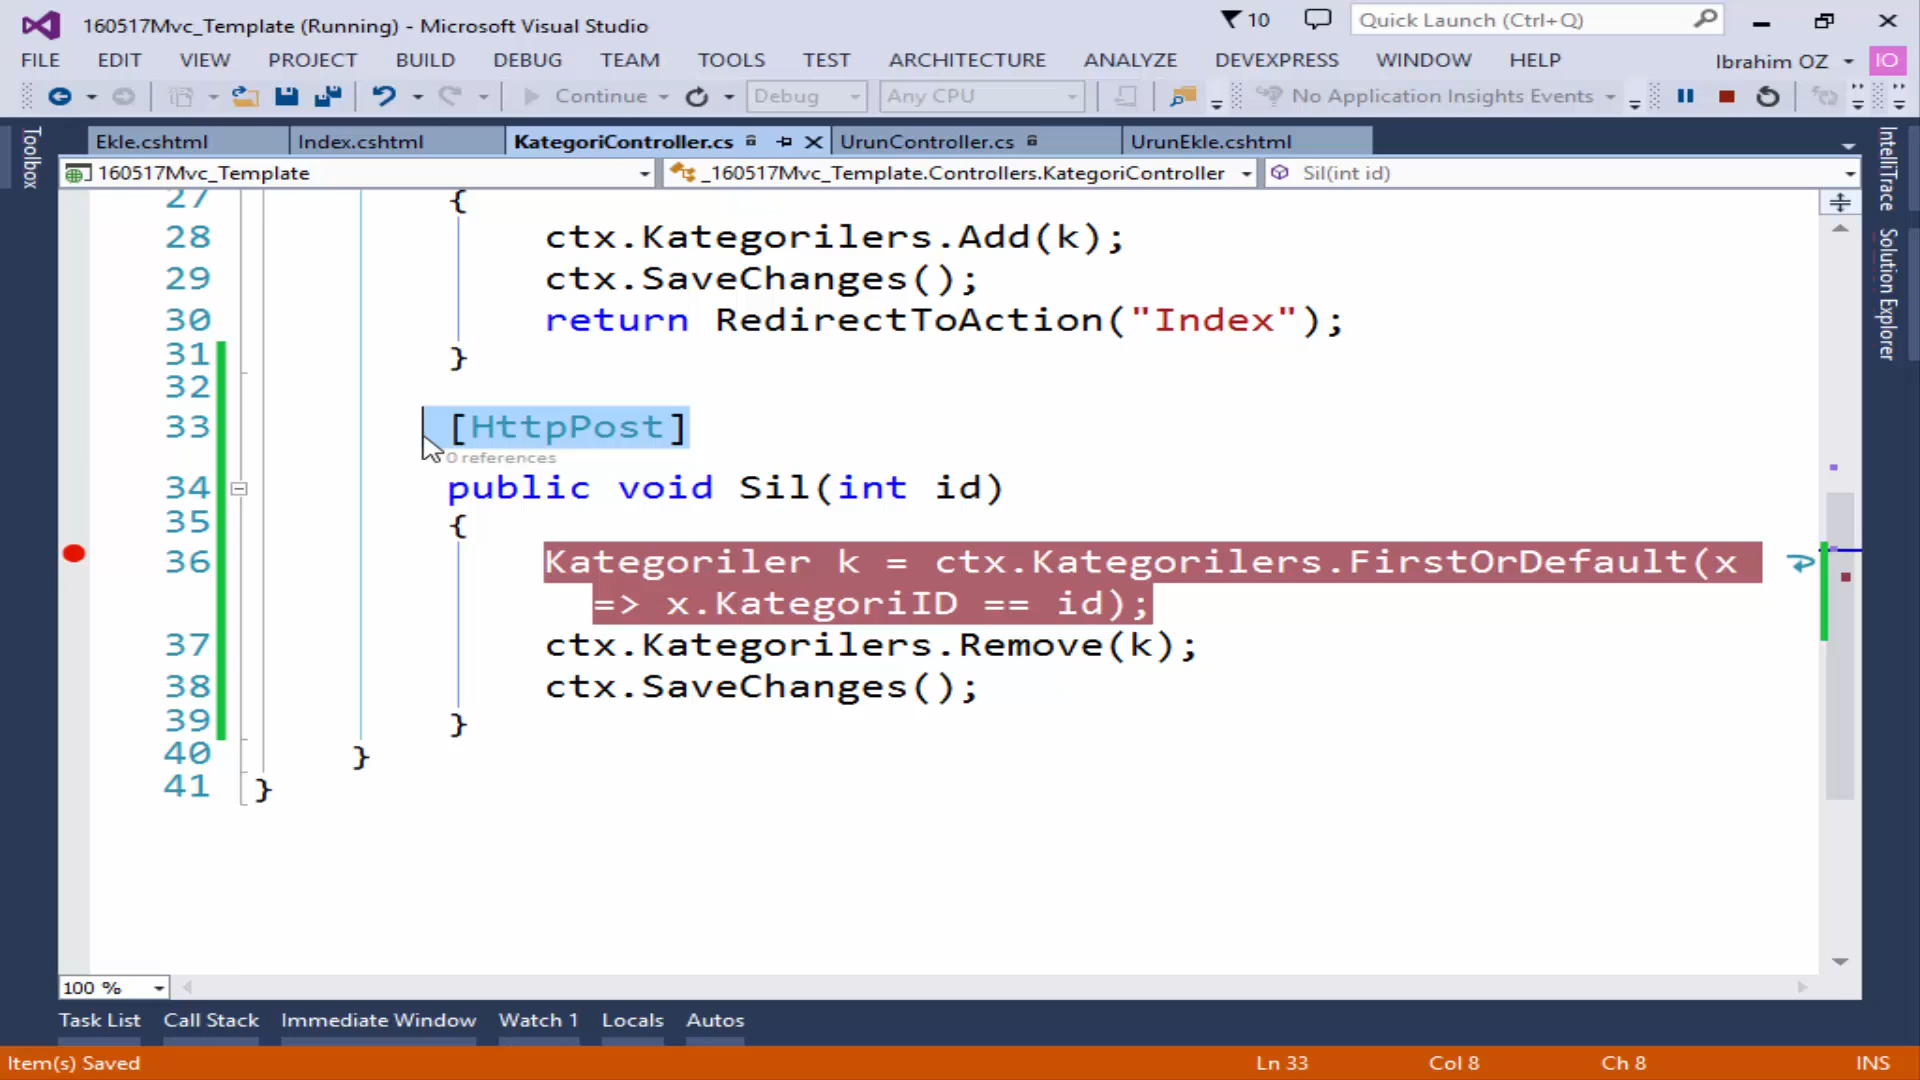 160517Mvc_Template (Running) - Microsoft Visual Studio
10
Quick Launch (Ctrl+Q)
FILE EDIT VIEW PROJECT BUILD DEBUG TEAM TOOLS TEST ARCHITECTURE ANALYZE DEVEXPRESS WINDOW HELP
Ibrahim OZ
IO
Continue
Debug
Any CPU
No Application Insights Events
Toolbox
Ekle.cshtml
Index.cshtml
KategoriController.cs
UrunController.cs
UrunEkle.cshtml
160517Mvc_Template
_160517Mvc_Template.Controllers.KategoriController
Sil(int id)
IntelliTrace
Solution Explorer
27 {
28 ctx.Kategorilers.Add(k);
29 ctx.SaveChanges();
30 return RedirectToAction("Index");
31 }
32
33 [HttpPost]
0 references
34 public void Sil(int id)
35 {
36 Kategoriler k = ctx.Kategorilers.FirstOrDefault(x
=> x.KategoriID == id);
37 ctx.Kategorilers.Remove(k);
38 ctx.SaveChanges();
39 }
40 }
41 }
100 %
Task List Call Stack Immediate Window Watch 1 Locals Autos
Item(s) Saved
Ln 33
Col 8
Ch 8
INS